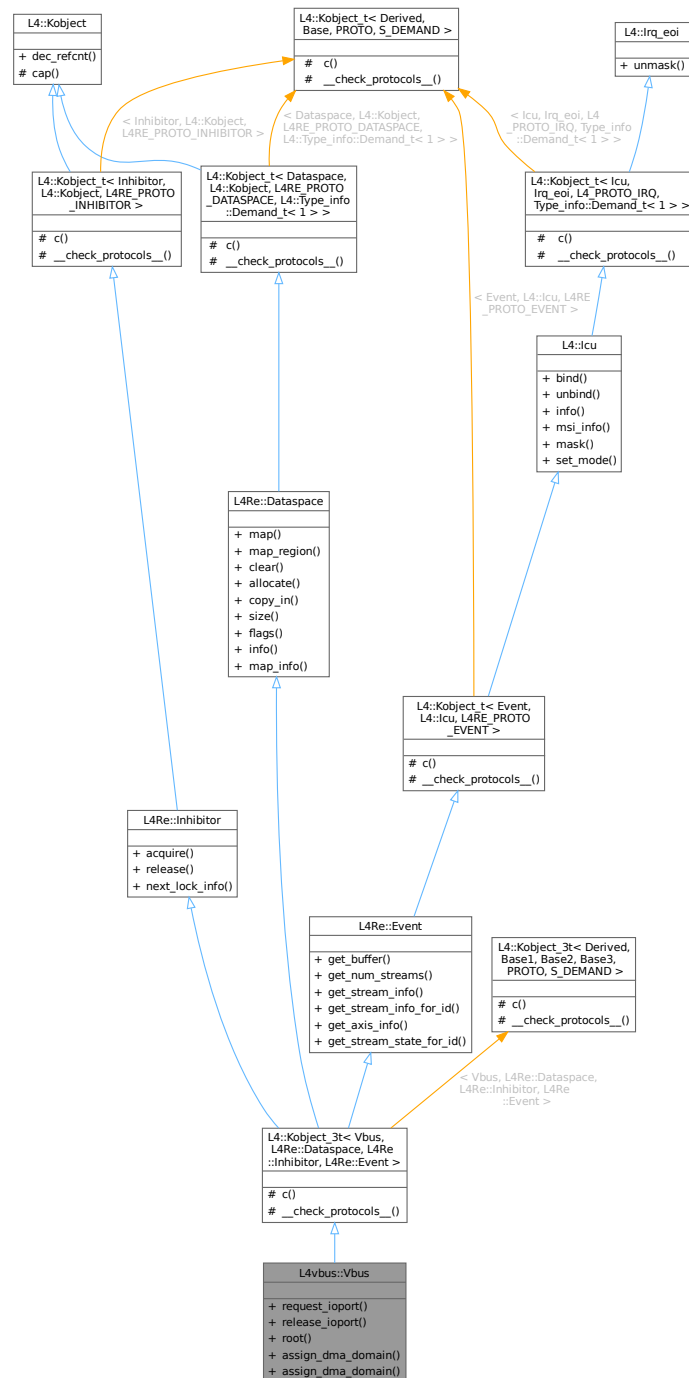 L4::Kobject
+ dec_refcnt()
# cap()
L4::Kobject_t< Derived,
Base, PROTO, S_DEMAND >
# c()
# __check_protocols__()
L4::Irq_eoi
+ unmask()
< Inhibitor, L4::Kobject,
L4RE_PROTO_INHIBITOR >
< Dataspace, L4::Kobject,
L4RE_PROTO_DATASPACE,
L4::Type_info::Demand_t< 1 > >
< Icu, Irq_eoi, L4
_PROTO_IRQ, Type_info
::Demand_t< 1 > >
L4::Kobject_t< Inhibitor,
L4::Kobject, L4RE_PROTO
_INHIBITOR >
# c()
# __check_protocols__()
L4::Kobject_t< Dataspace,
L4::Kobject, L4RE_PROTO
_DATASPACE, L4::Type_info
::Demand_t< 1 > >
# c()
# __check_protocols__()
L4::Kobject_t< Icu,
Irq_eoi, L4_PROTO_IRQ,
Type_info::Demand_t< 1 > >
# c()
# __check_protocols__()
< Event, L4::Icu, L4RE
_PROTO_EVENT >
L4::Icu
+ bind()
+ unbind()
+ info()
+ msi_info()
+ mask()
+ set_mode()
L4Re::Dataspace
+ map()
+ map_region()
+ clear()
+ allocate()
+ copy_in()
+ size()
+ flags()
+ info()
+ map_info()
L4::Kobject_t< Event,
L4::Icu, L4RE_PROTO
_EVENT >
# c()
# __check_protocols__()
L4Re::Inhibitor
+ acquire()
+ release()
+ next_lock_info()
L4Re::Event
+ get_buffer()
+ get_num_streams()
+ get_stream_info()
+ get_stream_info_for_id()
+ get_axis_info()
+ get_stream_state_for_id()
L4::Kobject_3t< Derived,
Base1, Base2, Base3,
PROTO, S_DEMAND >
# c()
# __check_protocols__()
< Vbus, L4Re::Dataspace,
L4Re::Inhibitor, L4Re
::Event >
L4::Kobject_3t< Vbus,
L4Re::Dataspace, L4Re
::Inhibitor, L4Re::Event >
# c()
# __check_protocols__()
L4vbus::Vbus
+ request_ioport()
+ release_ioport()
+ root()
+ assign_dma_domain()
+ assign_dma_domain()